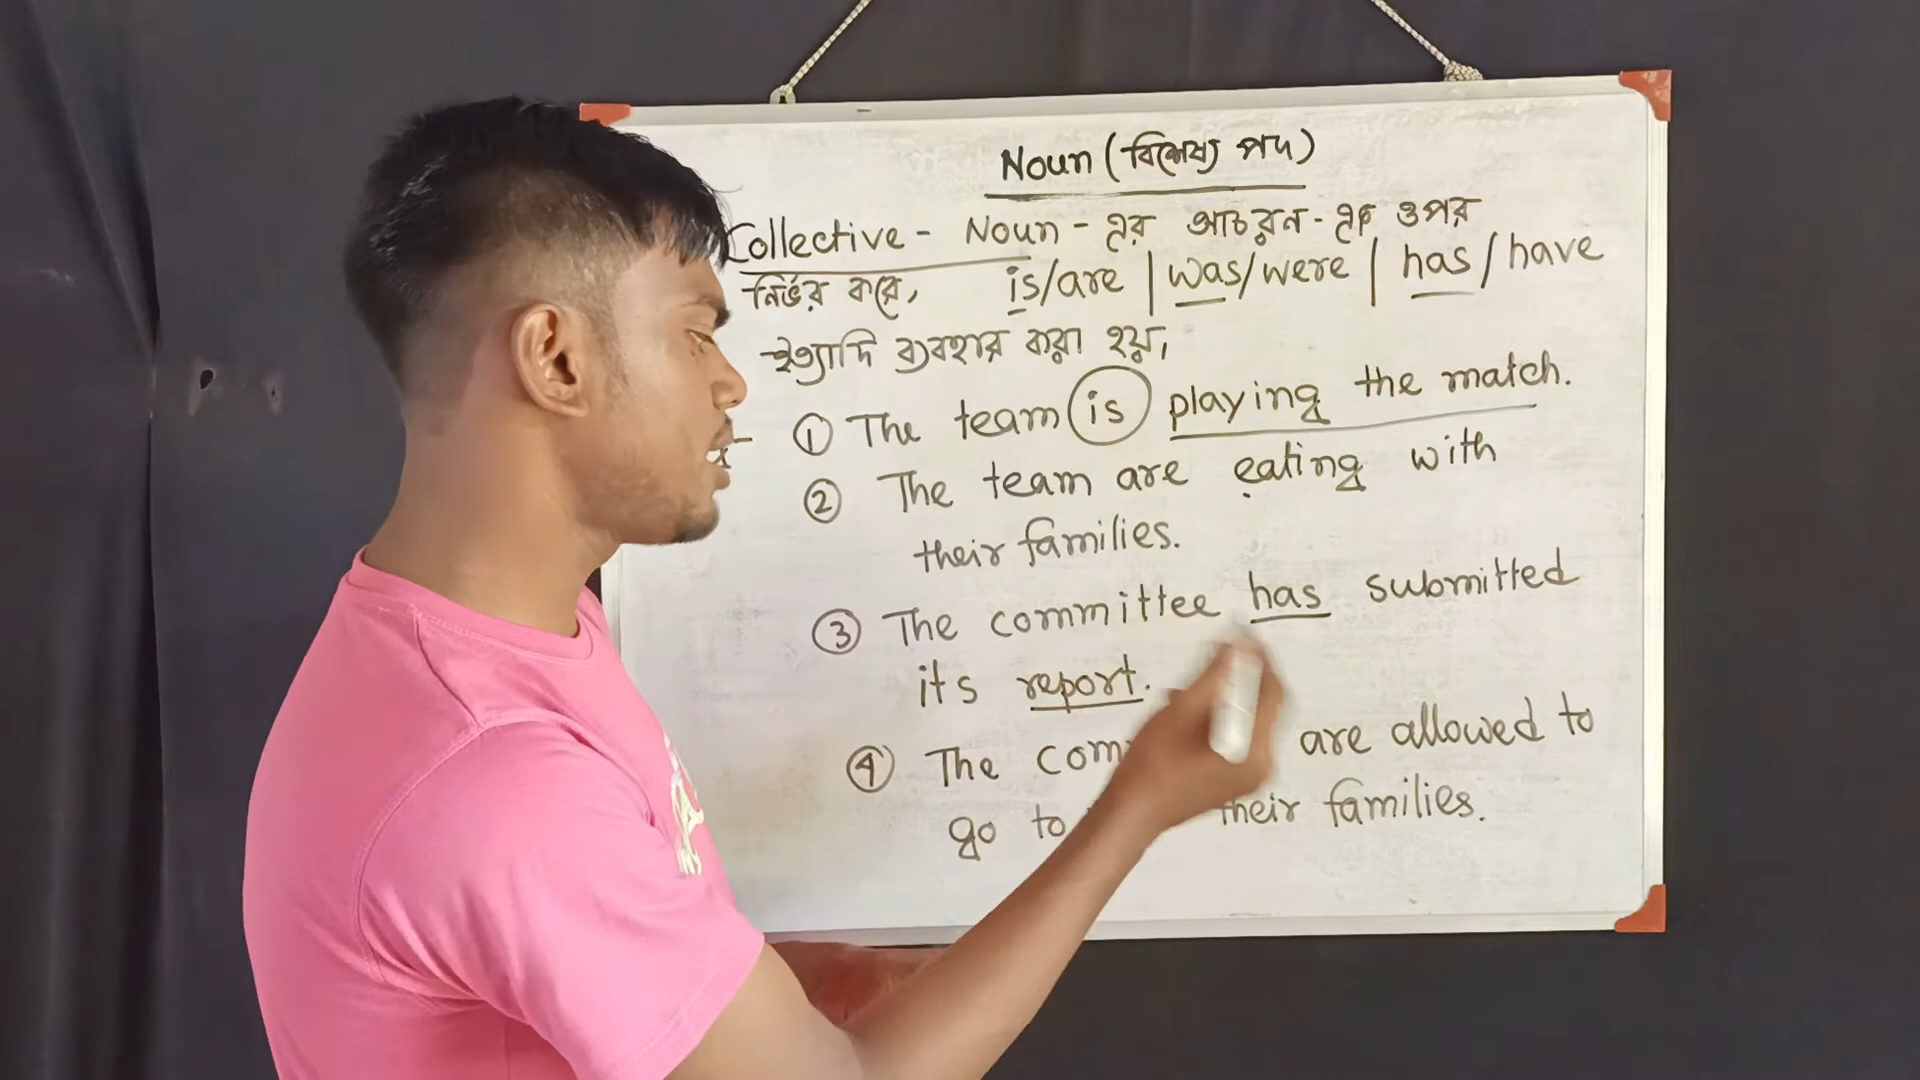 Noun (বিশেষ্য পদ)
Collective - Noun - এর আচরন - এর ওপর
নির্ভর করে, is/are | was/were | has/have
ইত্যাদি ব্যবহার করা হয়,
① The team is playing the match.
② The team are eating with
their families.
③ The committee has submitted
its report.
④ The are allowed to
go to their families.